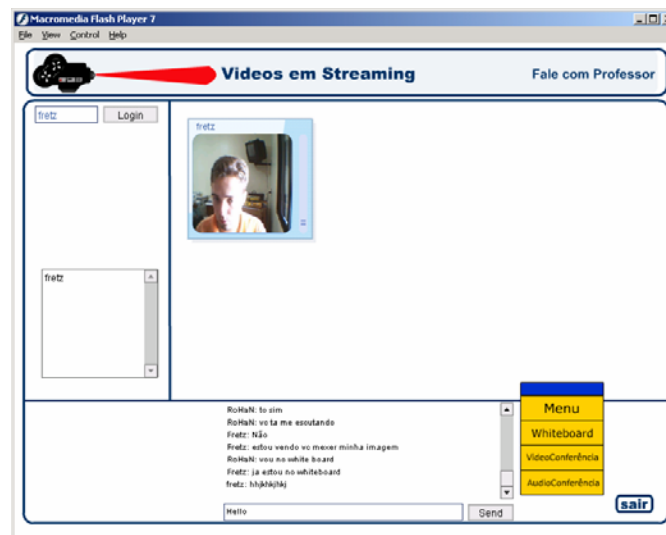 Macromedia Flash Player 7
File View Control Help
Videos em Streaming
Fale com Professor
fretz
Login
fretz
fretz
RoHaN: to sim
RoHaN: vc ta me escutando
Fretz: Não
Fretz: estou vendo vc mexer minha imagem
RoHaN: vou no white board
Fretz: ja estou no whiteboard
fretz: hhjkhkjhkj
Hello
Send
Menu
Whiteboard
VideoConferência
AudioConferência
sair